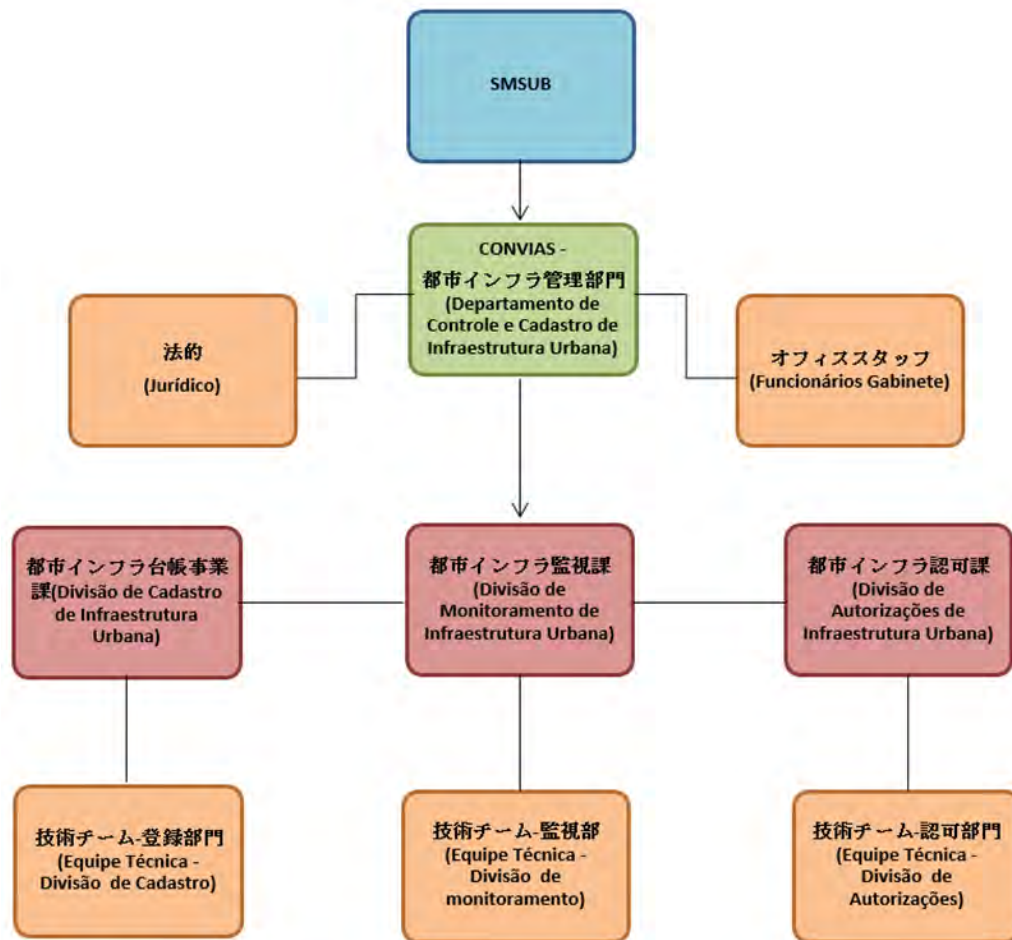 SMSUB
CONVIAS -
都市インフラ管理部門
(Departamento de
Controle e Cadastro de
Infraestrutura Urbana)
法的
(Jurídico)
オフィススタッフ
(Funcionários Gabinete)
都市インフラ台帳事業
課(Divisão de Cadastro
de Infraestrutura
Urbana)
都市インフラ監視課
(Divisão de
Monitoramento de
Infraestrutura Urbana)
都市インフラ認可課
(Divisão de
Autorizações de
Infraestrutura Urbana)
技術チーム-登録部門
(Equipe Técnica -
Divisão de Cadastro)
技術チーム-監視部
(Equipe Técnica -
Divisão de
monitoramento)
技術チーム-認可部門
(Equipe Técnica -
Divisão de
Autorizações)